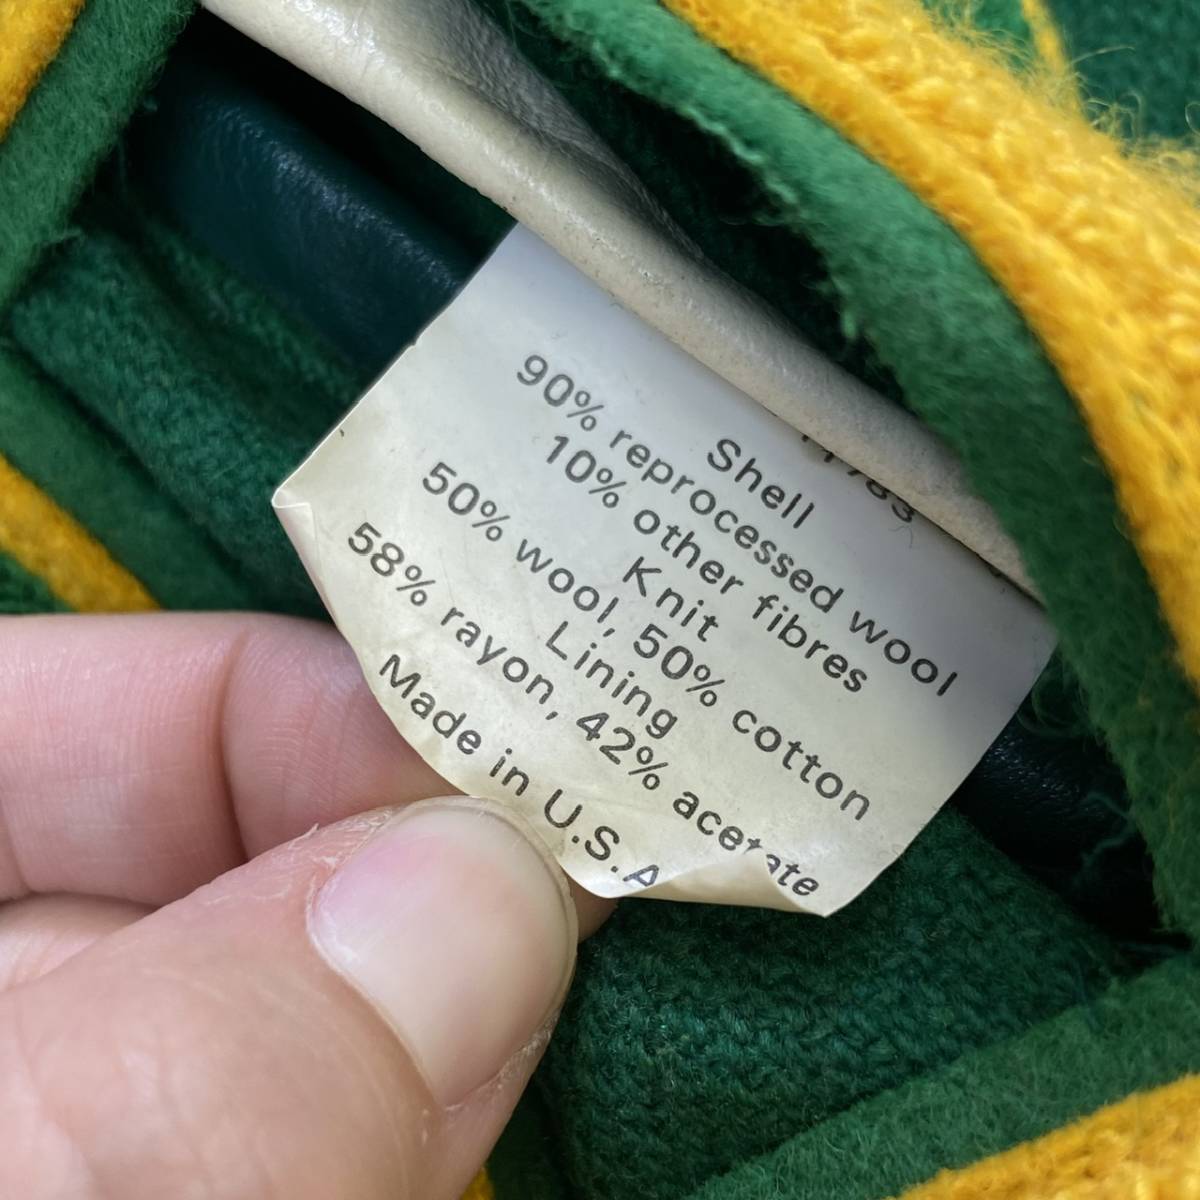 Shell
90% reprocessed wool
10% other fibres
Knit
50% wool, 50% cotton
Lining
58% rayon, 42% acetate
Made in U.S.A